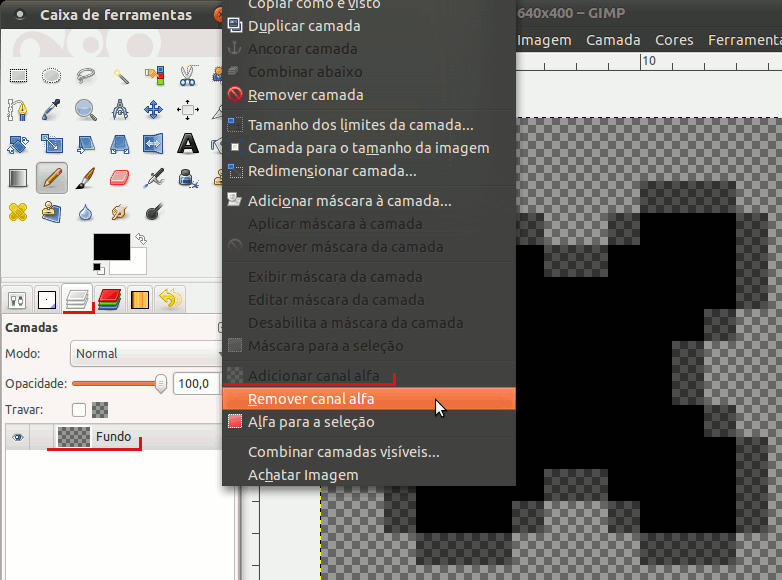 Caixa de ferramentas
Copiar como é visto
Duplicar camada
Ancorar camada
Combinar abaixo
Remover camada
Tamanho dos limites da camada...
Camada para o tamanho da imagem
Redimensionar camada...
Adicionar máscara à camada...
Aplicar máscara à camada
Remover máscara da camada
Exibir máscara da camada
Editar máscara da camada
Desabilita a máscara da camada
Máscara para a seleção
Adicionar canal alfa
Remover canal alfa
Alfa para a seleção
Combinar camadas visíveis...
Achatar Imagem
640x400 – GIMP
Imagem Camada Cores Ferramenta
10
Camadas
Modo: Normal
Opacidade: 100,0
Travar:
Fundo